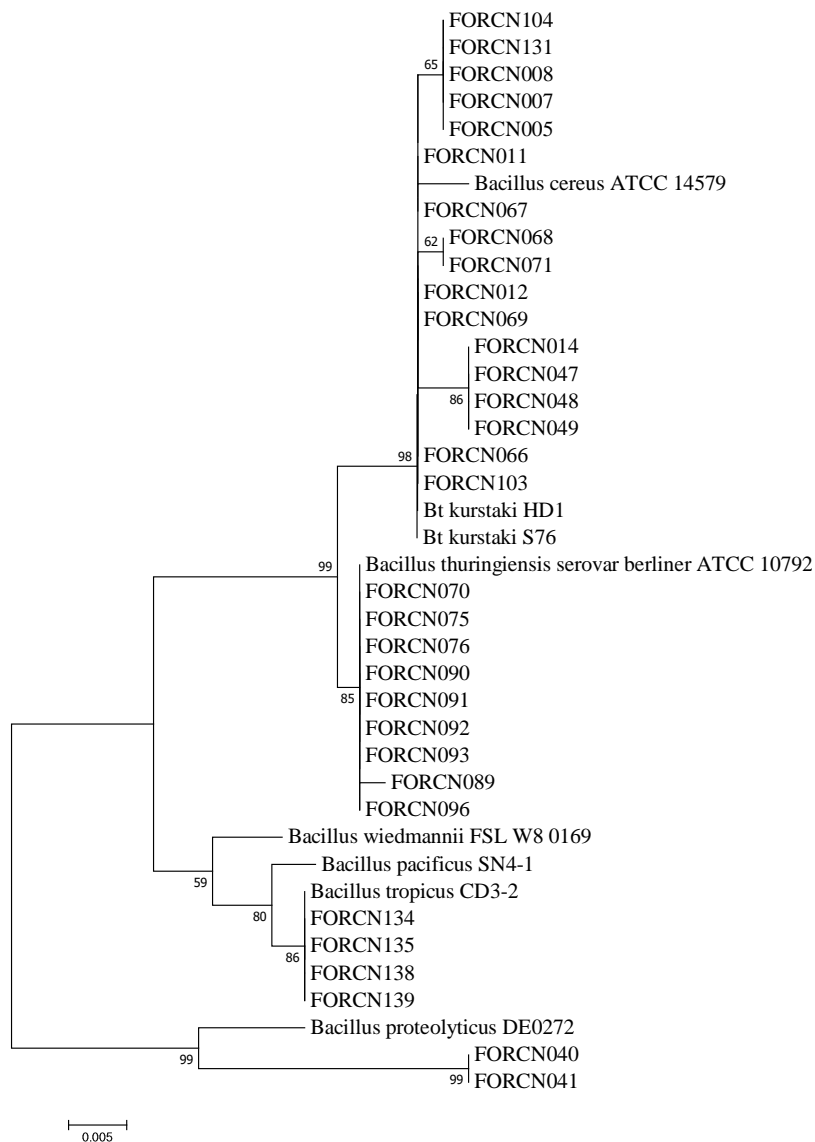 FORCN104
FORCN131
65
FORCN008
FORCN007
FORCN005
FORCN011
Bacillus cereus ATCC 14579
FORCN067
62
FORCN068
FORCN071
FORCN012
FORCN069
FORCN014
FORCN047
86
FORCN048
FORCN049
98
FORCN066
FORCN103
Bt kurstaki HD1
Bt kurstaki S76
99
Bacillus thuringiensis serovar berliner ATCC 10792
FORCN070
FORCN075
FORCN076
FORCN090
85
FORCN091
FORCN092
FORCN093
FORCN089
FORCN096
Bacillus wiedmannii FSL W8 0169
Bacillus pacificus SN4-1
59
Bacillus tropicus CD3-2
80
FORCN134
FORCN135
86
FORCN138
FORCN139
Bacillus proteolyticus DE0272
99
FORCN040
99
FORCN041
0.005